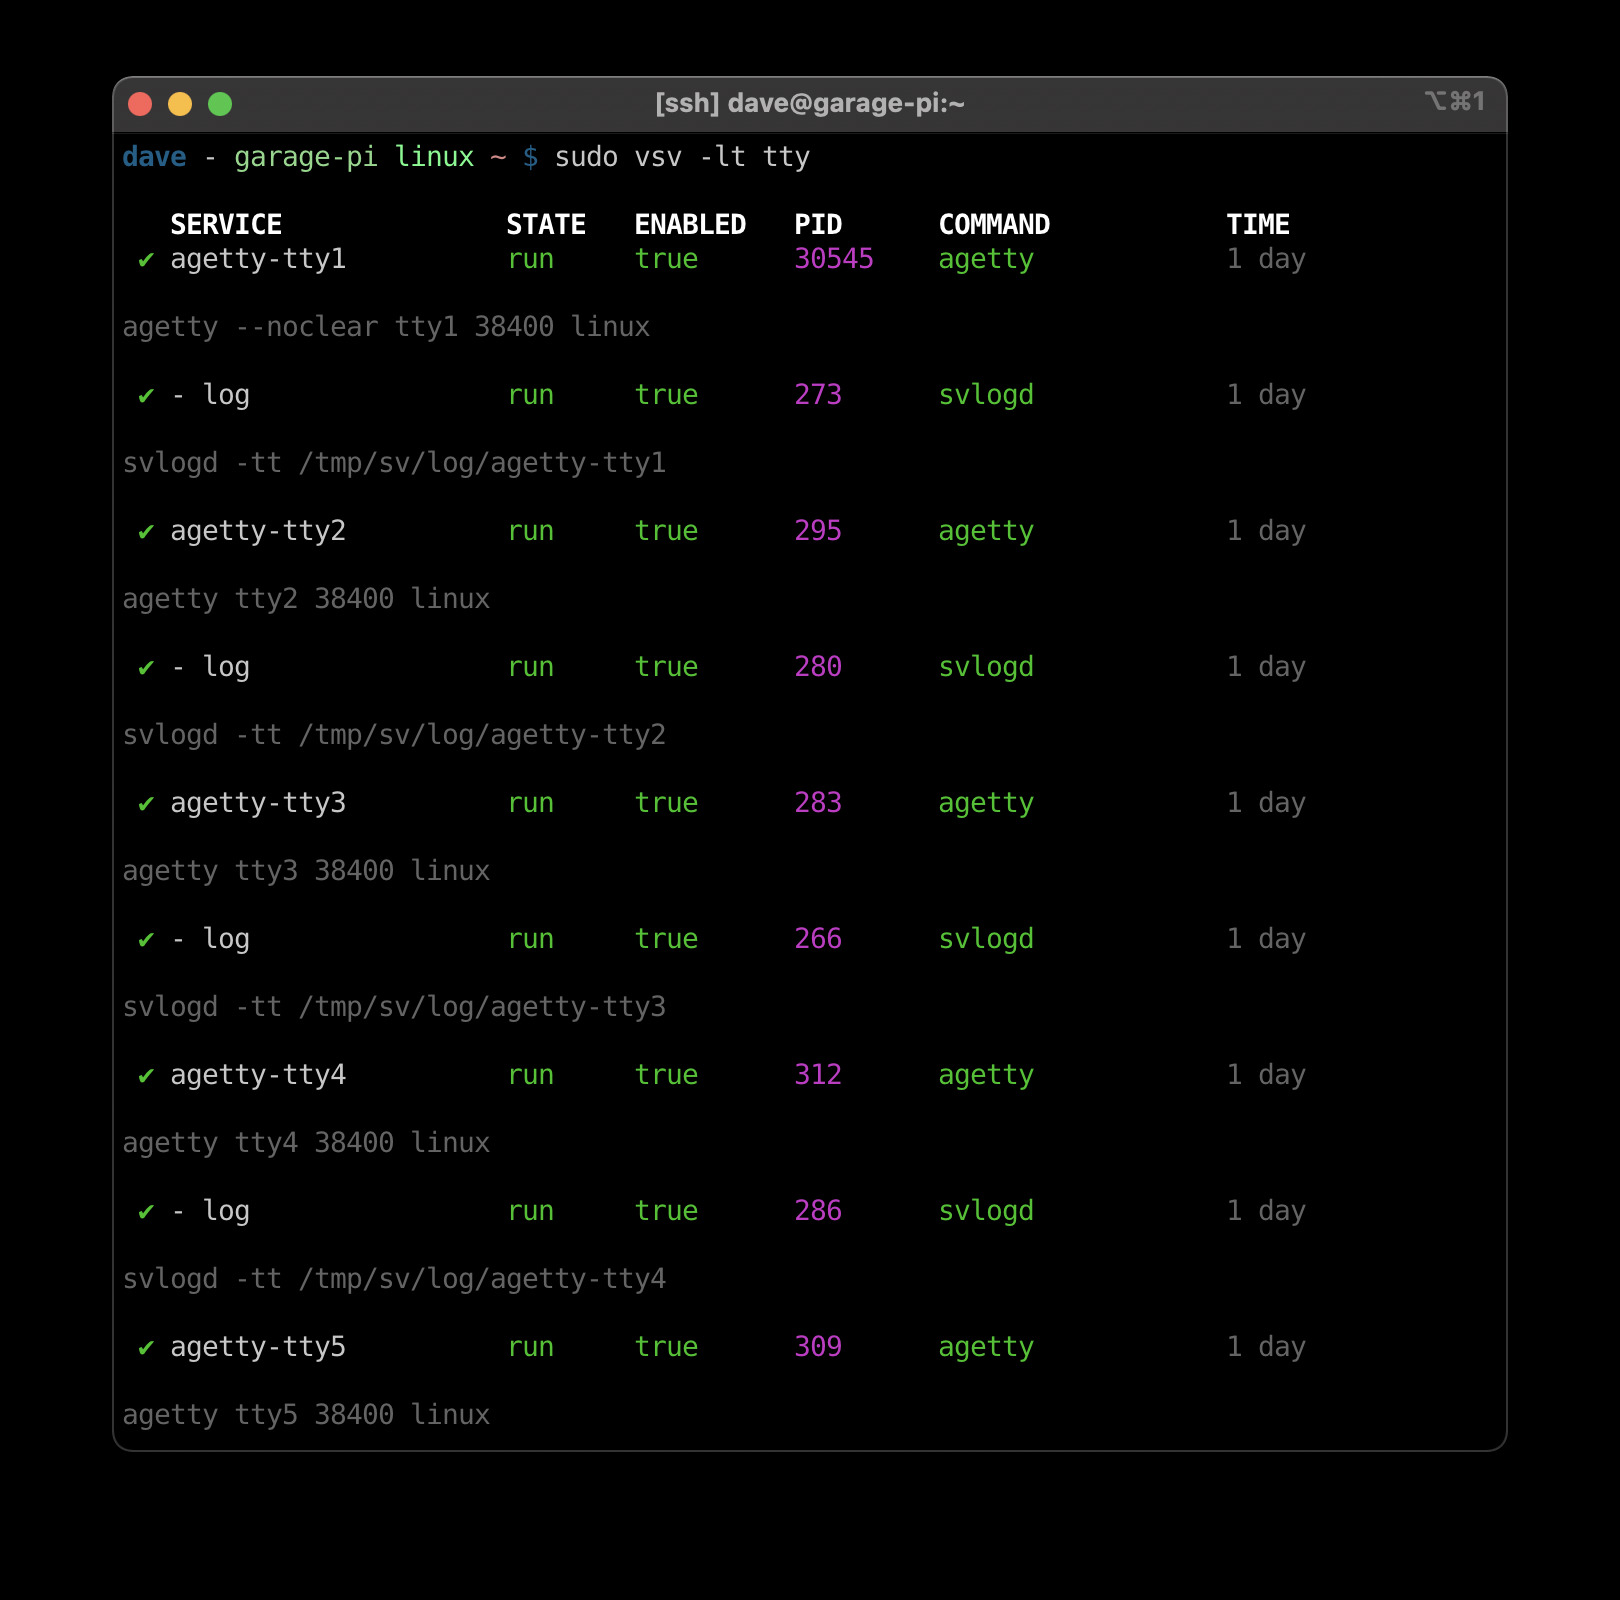 [ssh] dave@garage-pi:~ ⌥⌘1
dave - garage-pi linux ~ $ sudo vsv -lt tty
SERVICE STATE ENABLED PID COMMAND TIME
✔ agetty-tty1 run true 30545 agetty 1 day
agetty --noclear tty1 38400 linux
✔ - log run true 273 svlogd 1 day
svlogd -tt /tmp/sv/log/agetty-tty1
✔ agetty-tty2 run true 295 agetty 1 day
agetty tty2 38400 linux
✔ - log run true 280 svlogd 1 day
svlogd -tt /tmp/sv/log/agetty-tty2
✔ agetty-tty3 run true 283 agetty 1 day
agetty tty3 38400 linux
✔ - log run true 266 svlogd 1 day
svlogd -tt /tmp/sv/log/agetty-tty3
✔ agetty-tty4 run true 312 agetty 1 day
agetty tty4 38400 linux
✔ - log run true 286 svlogd 1 day
svlogd -tt /tmp/sv/log/agetty-tty4
✔ agetty-tty5 run true 309 agetty 1 day
agetty tty5 38400 linux